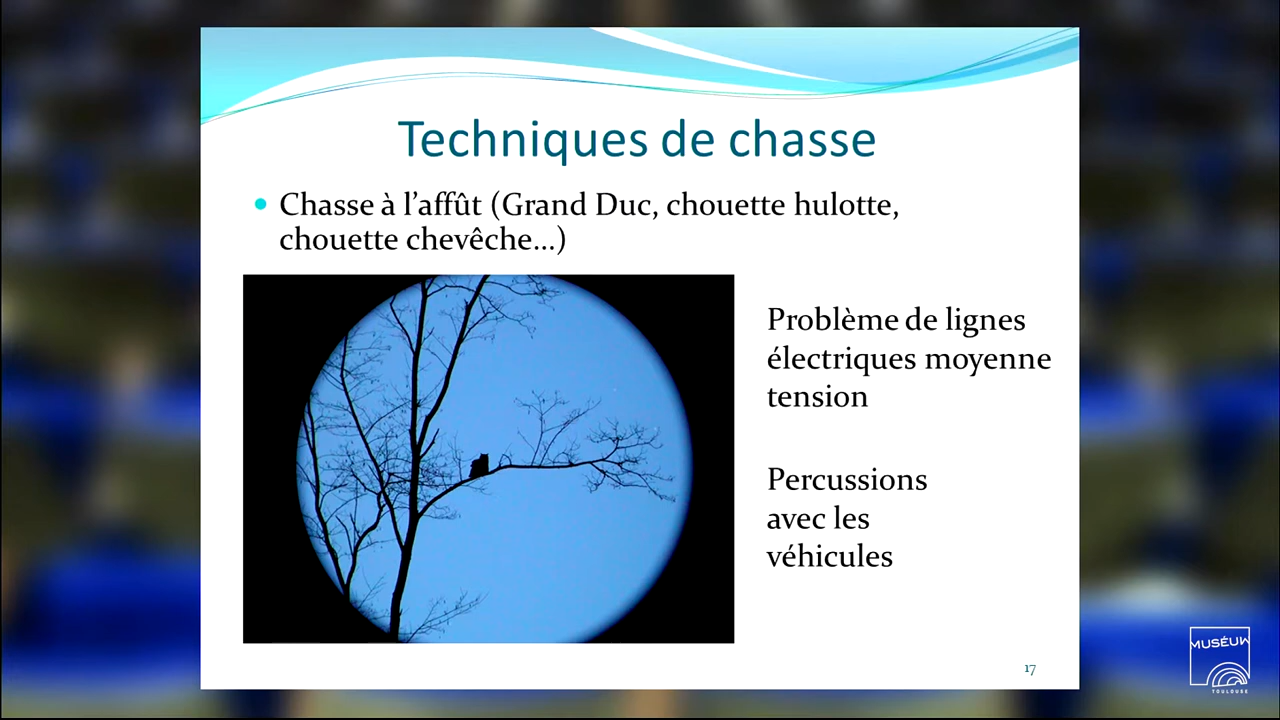 Techniques de chasse
• Chasse à l’affût (Grand Duc, chouette hulotte,
chouette chevêche…)
Problème de lignes
électriques moyenne
tension
Percussions
avec les
véhicules
17
MUSÉUM
TOULOUSE